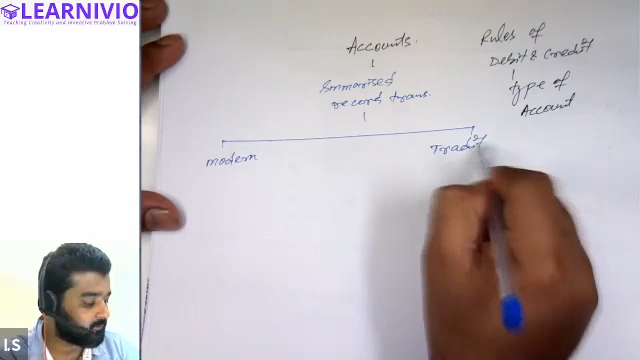 LEARNIVIO
Teaching Creativity and Inventive Problem Solving
Accounts.
Smmarised
record trans.
modern
Tradit
Rules of
Debit & Credit
type of
Account
I.S